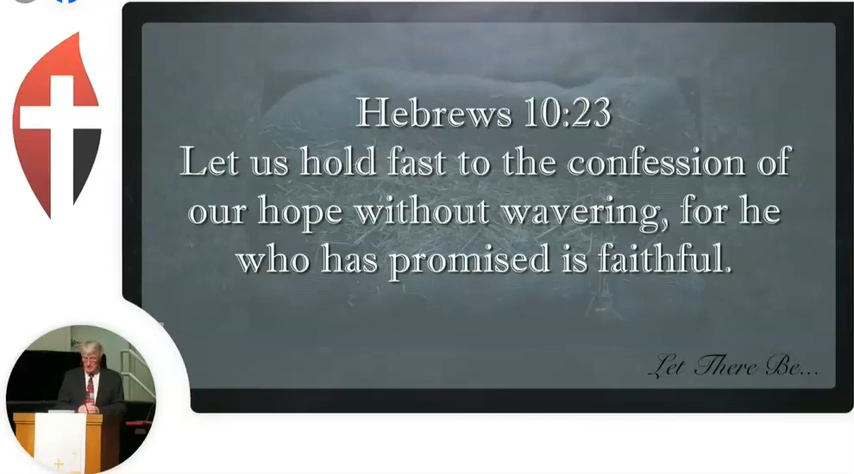 Hebrews 10:23
Let us hold fast to the confession of
our hope without wavering, for he
who has promised is faithful.
Let There Be...